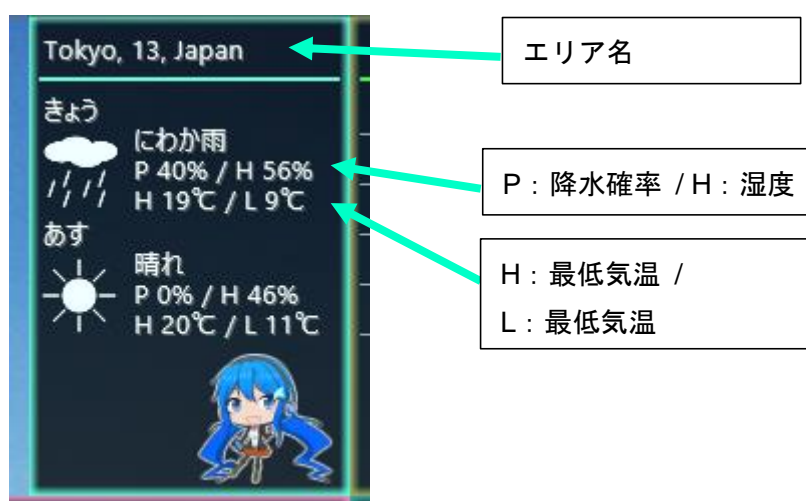 Tokyo, 13, Japan
エリア名
きょう
にわか雨
P 40% / H 56%
H 19℃ / L 9℃
P：降水確率 / H：湿度
あす
晴れ
P 0% / H 46%
H 20℃ / L 11℃
H：最低気温 /
L：最低気温